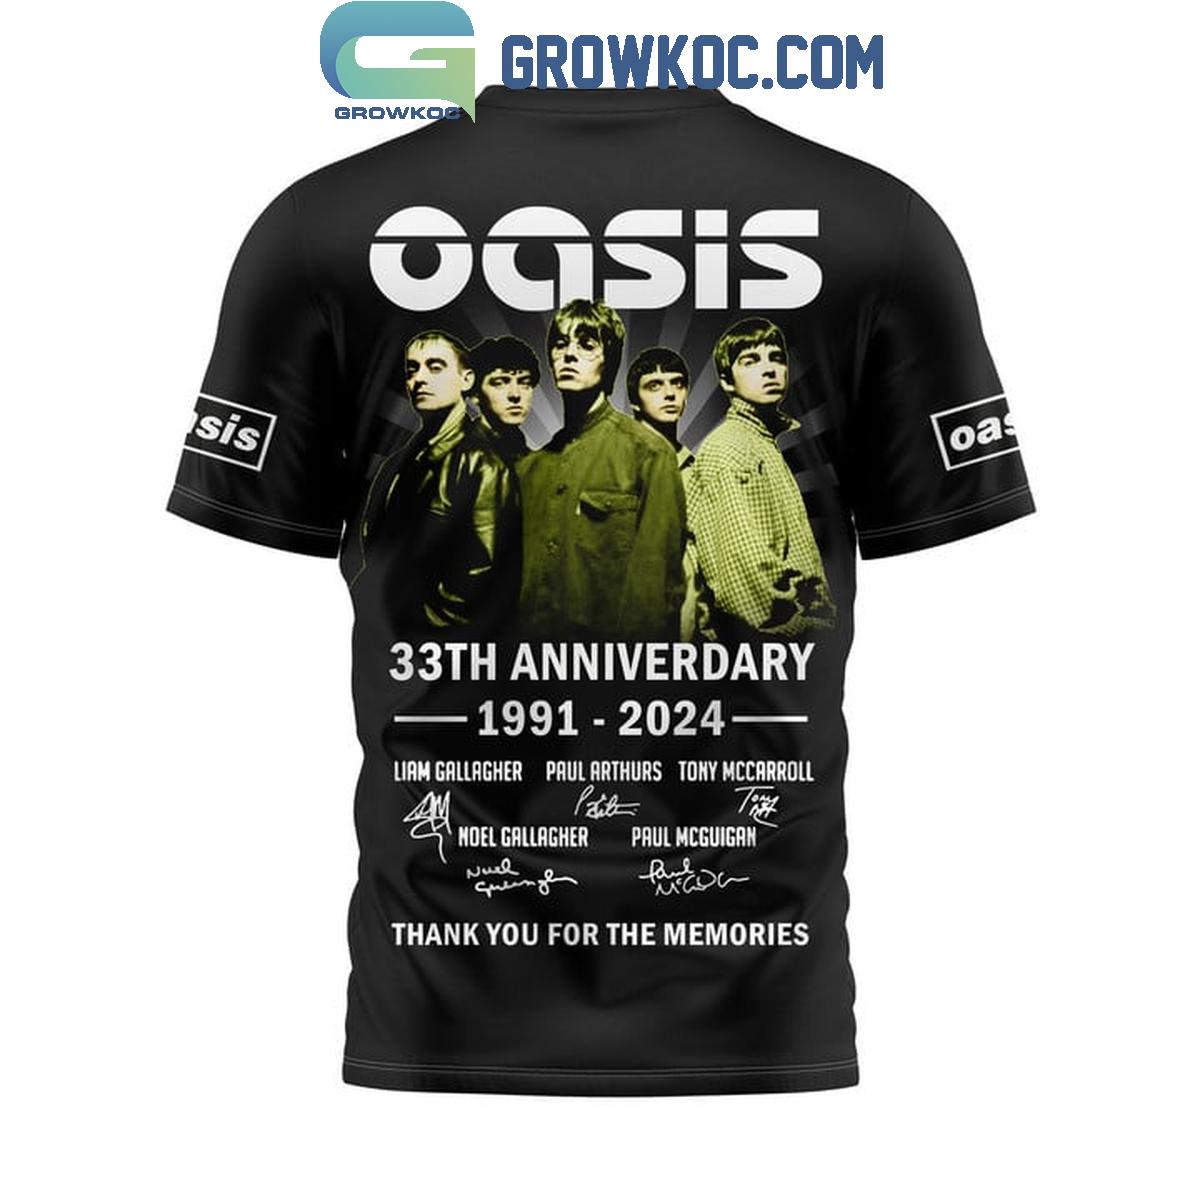 GROWKOC.COM
GROWKOC
oasis
sis
oas
33TH ANNIVERDARY
1991 - 2024
LIAM GALLAGHER PAUL ARTHURS TONY MCCARROLL
NOEL GALLAGHER PAUL MCGUIGAN
THANK YOU FOR THE MEMORIES